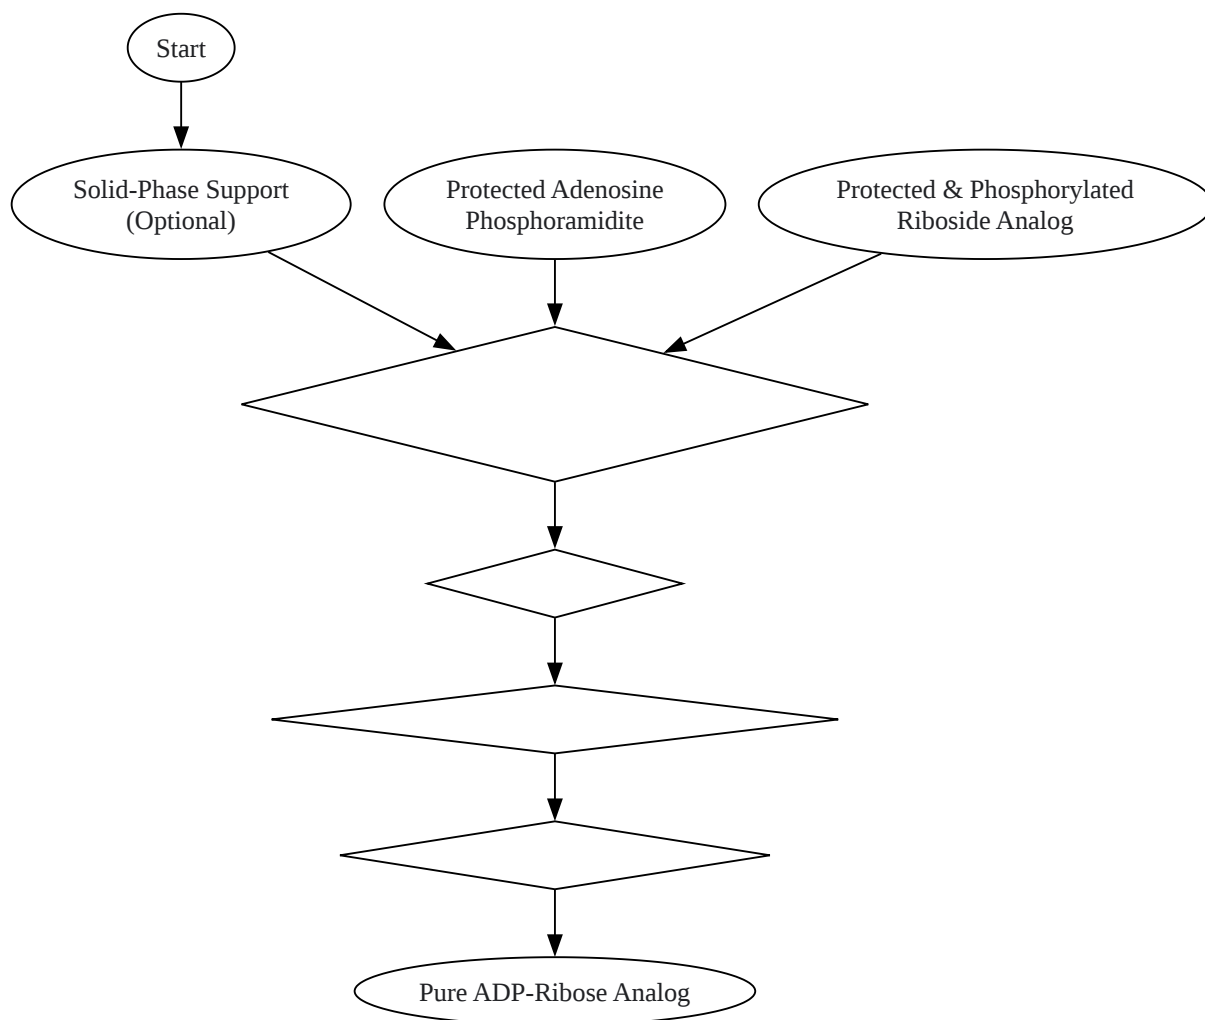 Start
Solid-Phase Support
(Optional)
Protected Adenosine
Phosphoramidite
Protected & Phosphorylated
Riboside Analog
Pure ADP-Ribose Analog